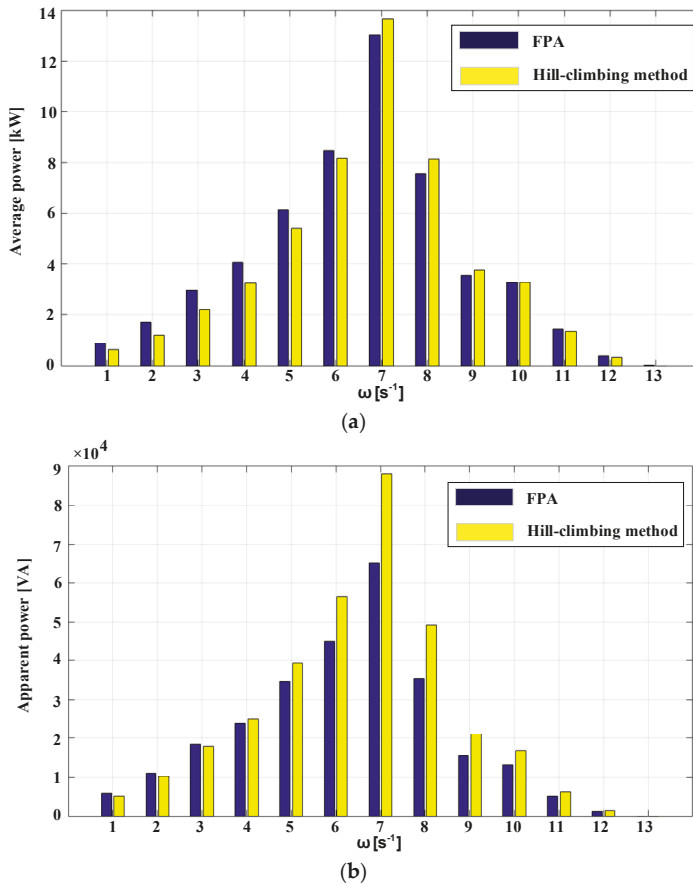 14
12
10
8
6
4
2
0
Average power [kW]
FPA
Hill-climbing method
1 2 3 4 5 6 7 8 9 10 11 12 13
ω [s⁻¹]
(a)
×10⁴
9
8
7
6
5
4
3
2
1
0
Apparent power [VA]
FPA
Hill-climbing method
1 2 3 4 5 6 7 8 9 10 11 12 13
ω [s⁻¹]
(b)